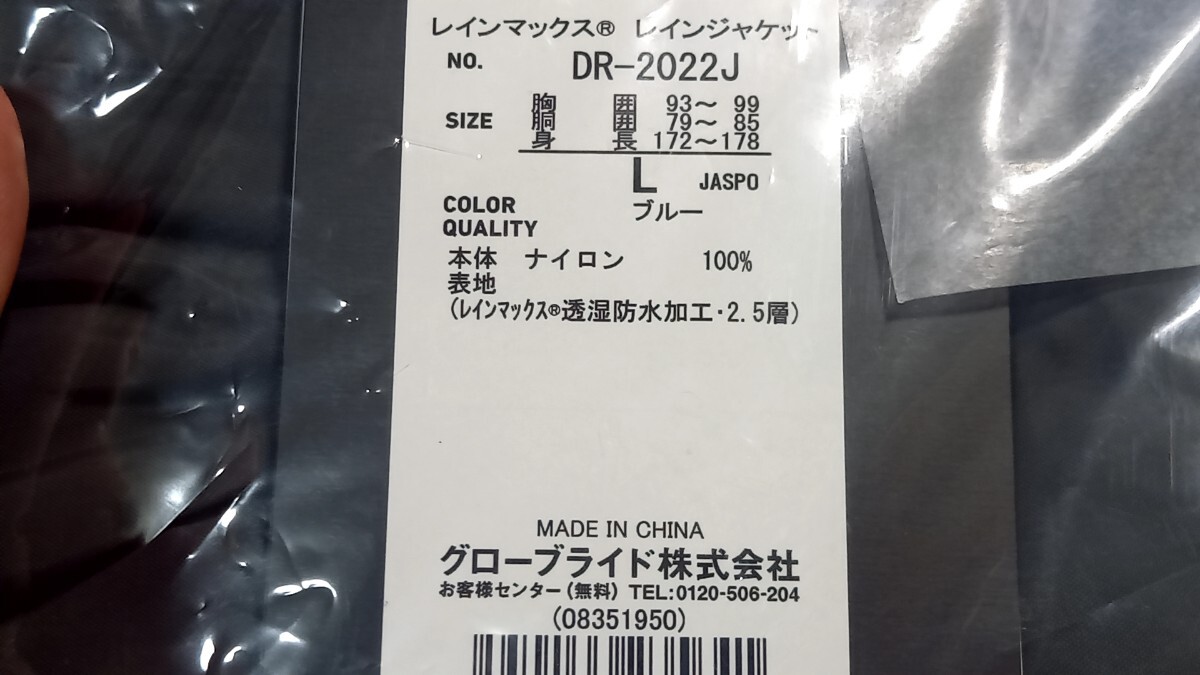 レインマックス® レインジャケット
NO. DR-2022J
SIZE 胸囲 93～ 99
胴囲 79～ 85
身長 172～178
L JASPO
COLOR ブルー
QUALITY
本体 ナイロン 100%
表地
(ﾚｲﾝﾏｯｸｽ®透湿防水加工・2.5層)
MADE IN CHINA
グローブライド株式会社
お客様センター(無料) TEL:0120-506-204
(08351950)